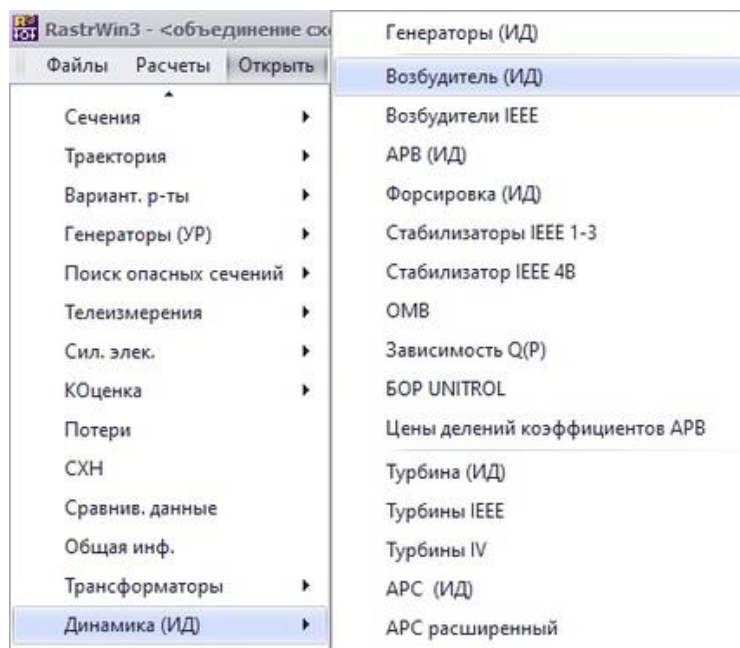 RastrWin3 - <объединение сх
Файлы Расчеты Открыть
Сечения
Траектория
Вариант. р-ты
Генераторы (УР)
Поиск опасных сечений
Телеизмерения
Сил. элек.
КОценка
Потери
СХН
Сравнив. данные
Общая инф.
Трансформаторы
Динамика (ИД)
Генераторы (ИД)
Возбудитель (ИД)
Возбудители IEEE
АРВ (ИД)
Форсировка (ИД)
Стабилизаторы IEEE 1-3
Стабилизатор IEEE 4B
ОМВ
Зависимость Q(P)
БОР UNITROL
Цены делений коэффициентов АРВ
Турбина (ИД)
Турбины IEEE
Турбины IV
АРС (ИД)
АРС расширенный